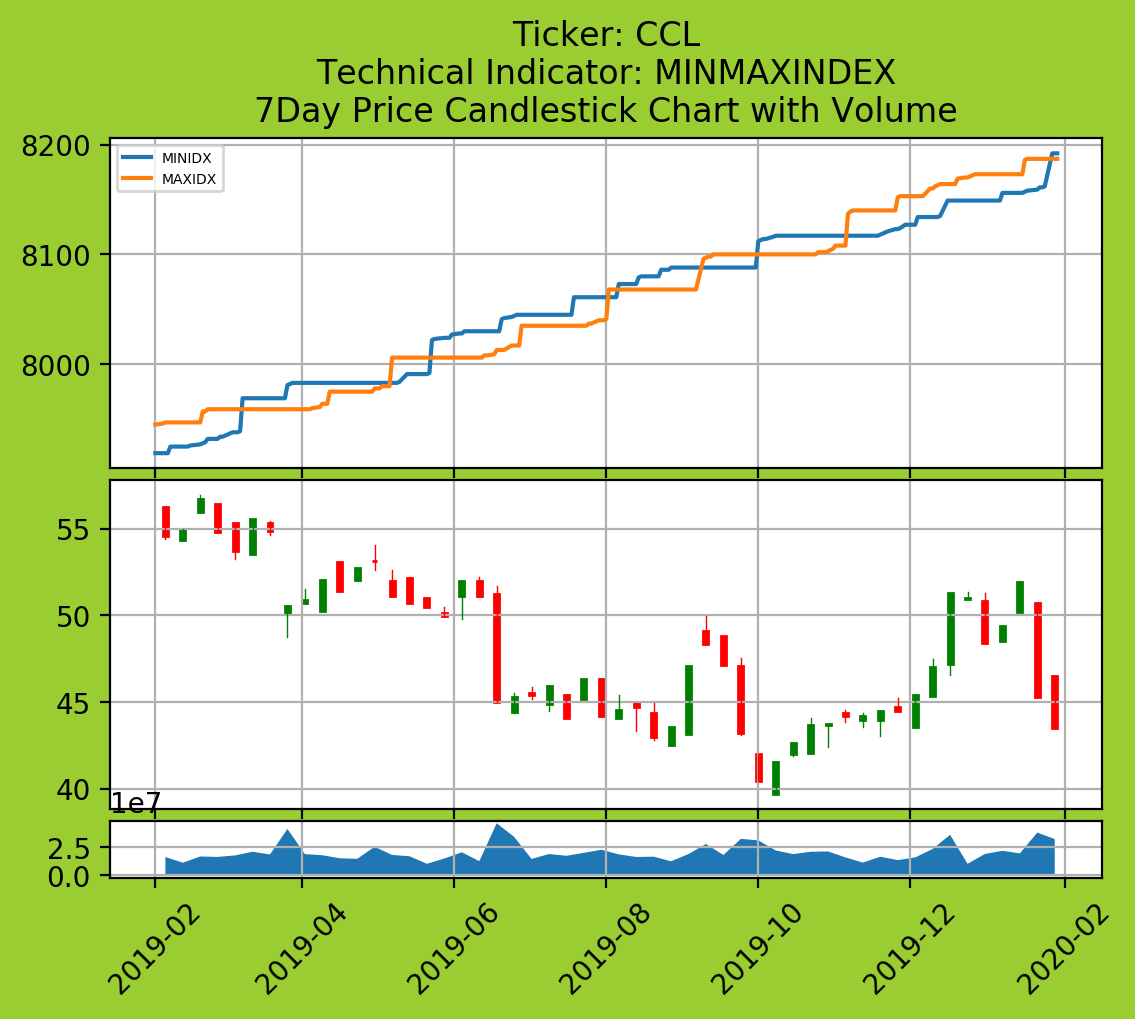 Ticker: CCL
Technical Indicator: MINMAXINDEX
7Day Price Candlestick Chart with Volume
8200
8100
8000
MINIDX
MAXIDX
55
50
45
40
1e7
2.5
0.0
2019-02
2019-04
2019-06
2019-08
2019-10
2019-12
2020-02